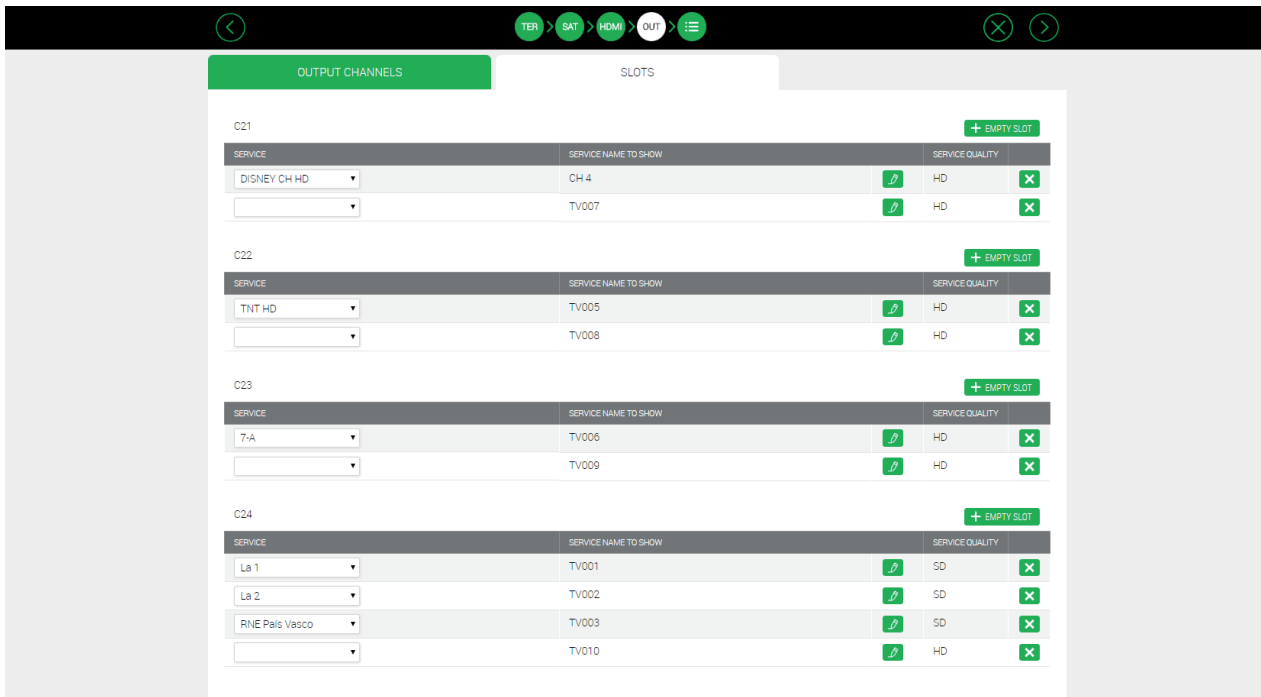 TER SAT HDMI OUT
OUTPUT CHANNELS SLOTS
C21 EMPTY SLOT
SERVICE SERVICE NAME TO SHOW SERVICE QUALITY
DISNEY CH HD CH 4 HD
TV007 HD
C22 EMPTY SLOT
SERVICE SERVICE NAME TO SHOW SERVICE QUALITY
TNT HD TV005 HD
TV008 HD
C23 EMPTY SLOT
SERVICE SERVICE NAME TO SHOW SERVICE QUALITY
7-A TV006 HD
TV009 HD
C24 EMPTY SLOT
SERVICE SERVICE NAME TO SHOW SERVICE QUALITY
La 1 TV001 SD
La 2 TV002 SD
RNE País Vasco TV003 SD
TV010 HD